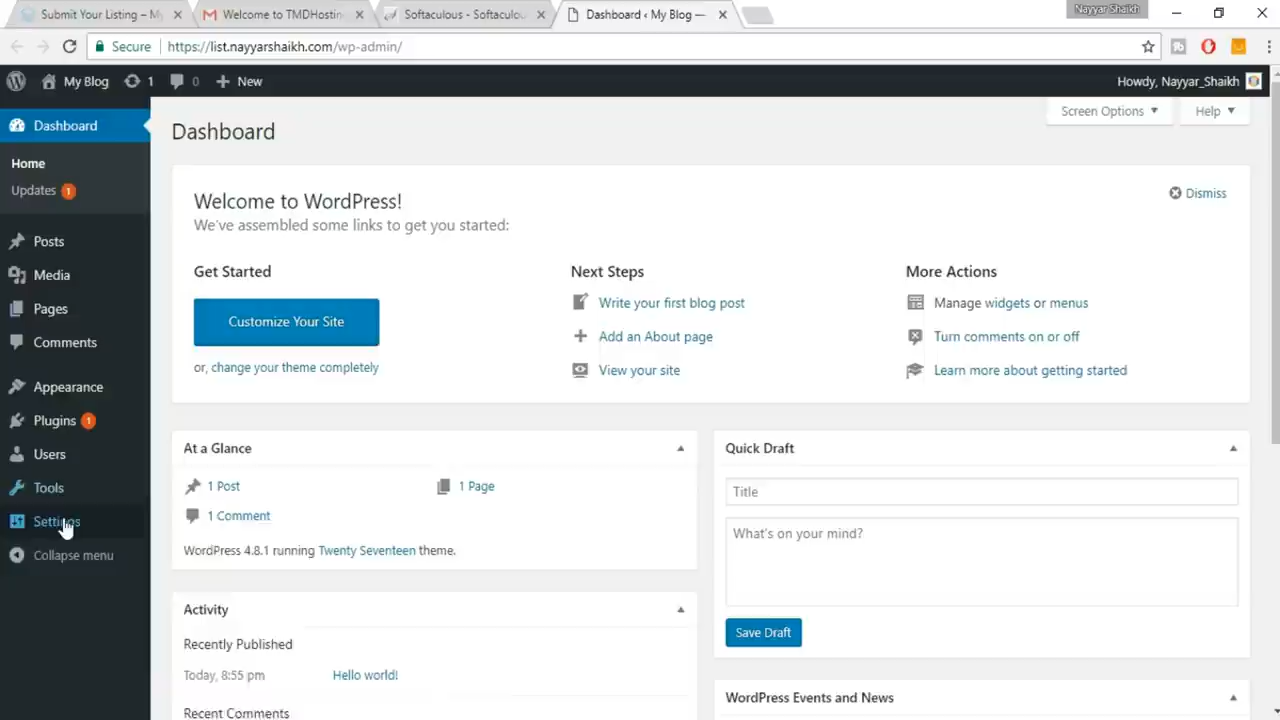 Submit Your Listing – M
Welcome to TMDHosting
Softaculous - Softaculou
Dashboard ‹ My Blog —
Nayyar Shaikh
Secure
https://list.nayyarshaikh.com/wp-admin/
My Blog
1
0
New
Howdy, Nayyar_Shaikh
Dashboard
Home
Updates 1
Posts
Media
Pages
Comments
Appearance
Plugins 1
Users
Tools
Settings
Collapse menu
Screen Options
Help
Dashboard
Welcome to WordPress!
We've assembled some links to get you started:
Dismiss
Get Started
Customize Your Site
or, change your theme completely
Next Steps
Write your first blog post
Add an About page
View your site
More Actions
Manage widgets or menus
Turn comments on or off
Learn more about getting started
At a Glance
1 Post
1 Page
1 Comment
WordPress 4.8.1 running Twenty Seventeen theme.
Activity
Recently Published
Today, 8:55 pm
Hello world!
Recent Comments
Quick Draft
Title
What's on your mind?
Save Draft
WordPress Events and News